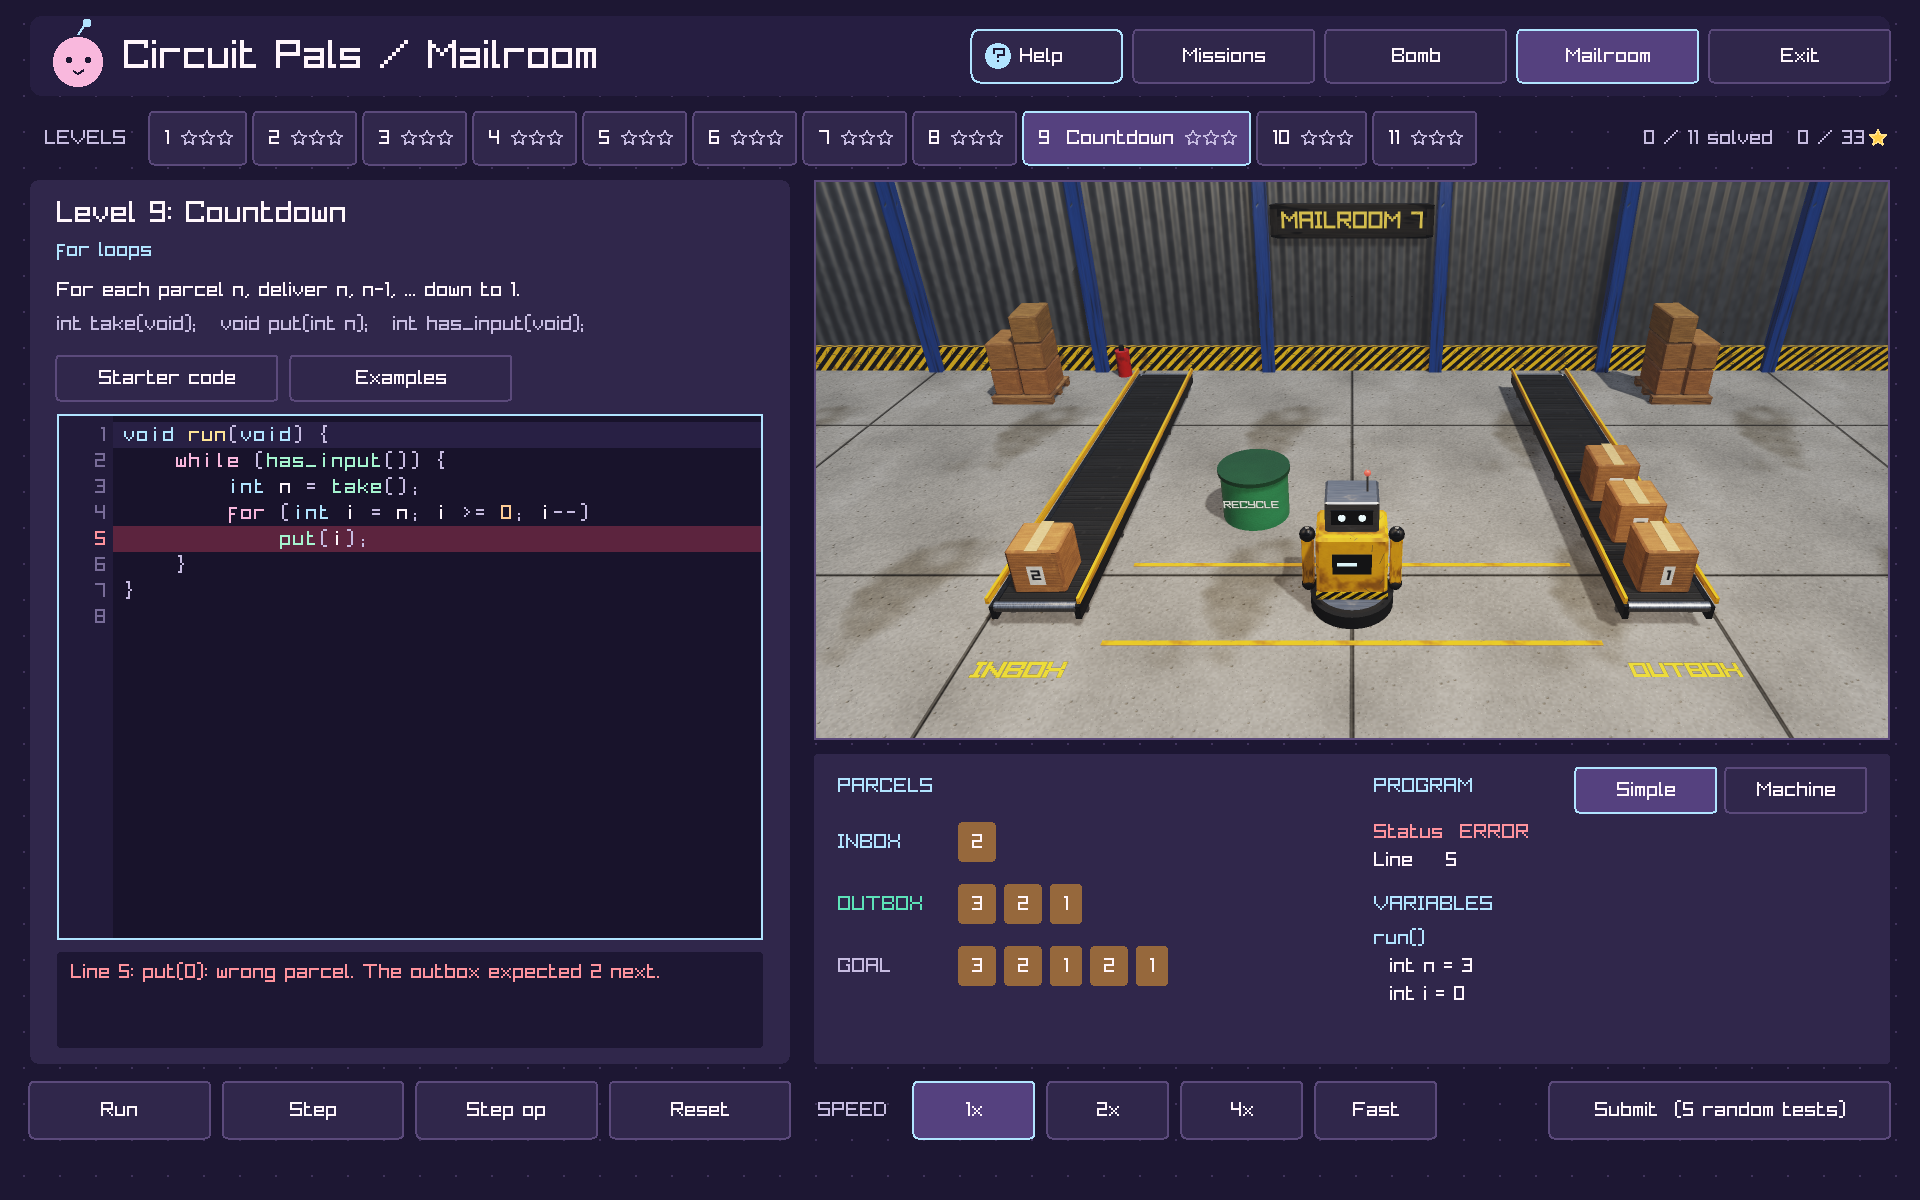 Circuit Pals / Mailroom
? Help
Missions
Bomb
Mailroom
Exit
LEVELS
1
2
3
4
5
6
7
8
9 Countdown
10
11
0 / 11 solved 0 / 33
Level 9: Countdown
For loops
For each parcel n, deliver n, n-1, ... down to 1.
int take(void); void put(int n); int has_input(void);
Starter code
Examples
1 void run(void) {
2 while (has_input()) {
3 int n = take();
4 for (int i = n; i >= 0; i--)
5 put(i);
6 }
7 }
8
Line 5: put(0): wrong parcel. The outbox expected 2 next.
MAILROOM 7
RECYCLE
2
1
INBOX
OUTBOX
PARCELS
INBOX 2
OUTBOX 3 2 1
GOAL 3 2 1 2 1
PROGRAM
Simple
Machine
Status ERROR
Line 5
VARIABLES
run()
int n = 3
int i = 0
Run
Step
Step op
Reset
SPEED
1x
2x
4x
Fast
Submit (5 random tests)